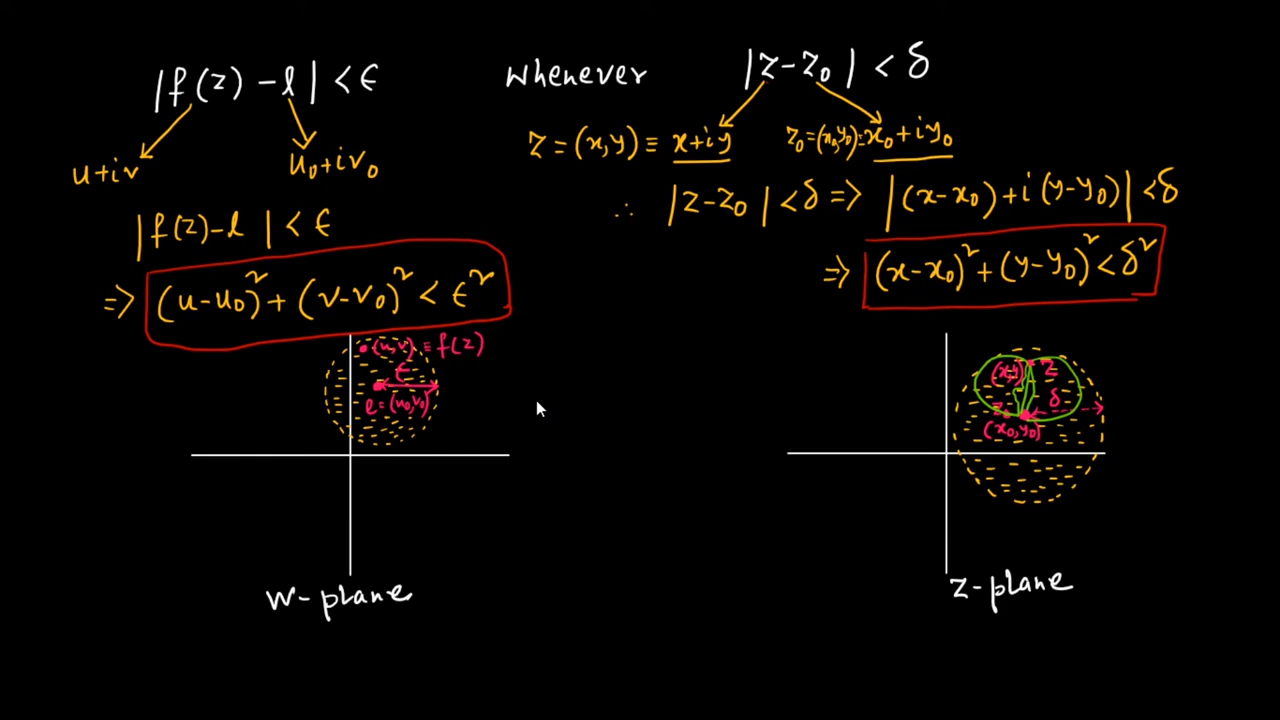 |f(z) - l| < ε whenever |z - z₀| < δ
u+iv u₀+iv₀ z = (x,y) ≡ x+iy z₀ = (x₀,y₀) ≡ x₀+iy₀
|f(z) - l| < ε ∴ |z - z₀| < δ => |(x-x₀)+i(y-y₀)| < δ
=> (u-u₀)²+(v-v₀)² < ε² => (x-x₀)²+(y-y₀)² < δ²
(u,v) ≡ f(z)
ε
l = (u₀,v₀)
(x,y) z
δ
z₀
(x₀,y₀)
w-plane z-plane